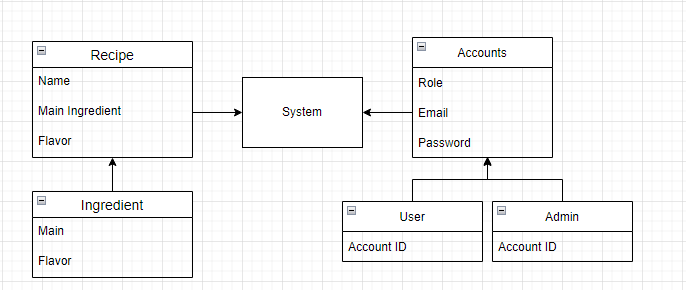 Recipe
Name
Main Ingredient
Flavor
Ingredient
Main
Flavor
System
Accounts
Role
Email
Password
User
Account ID
Admin
Account ID